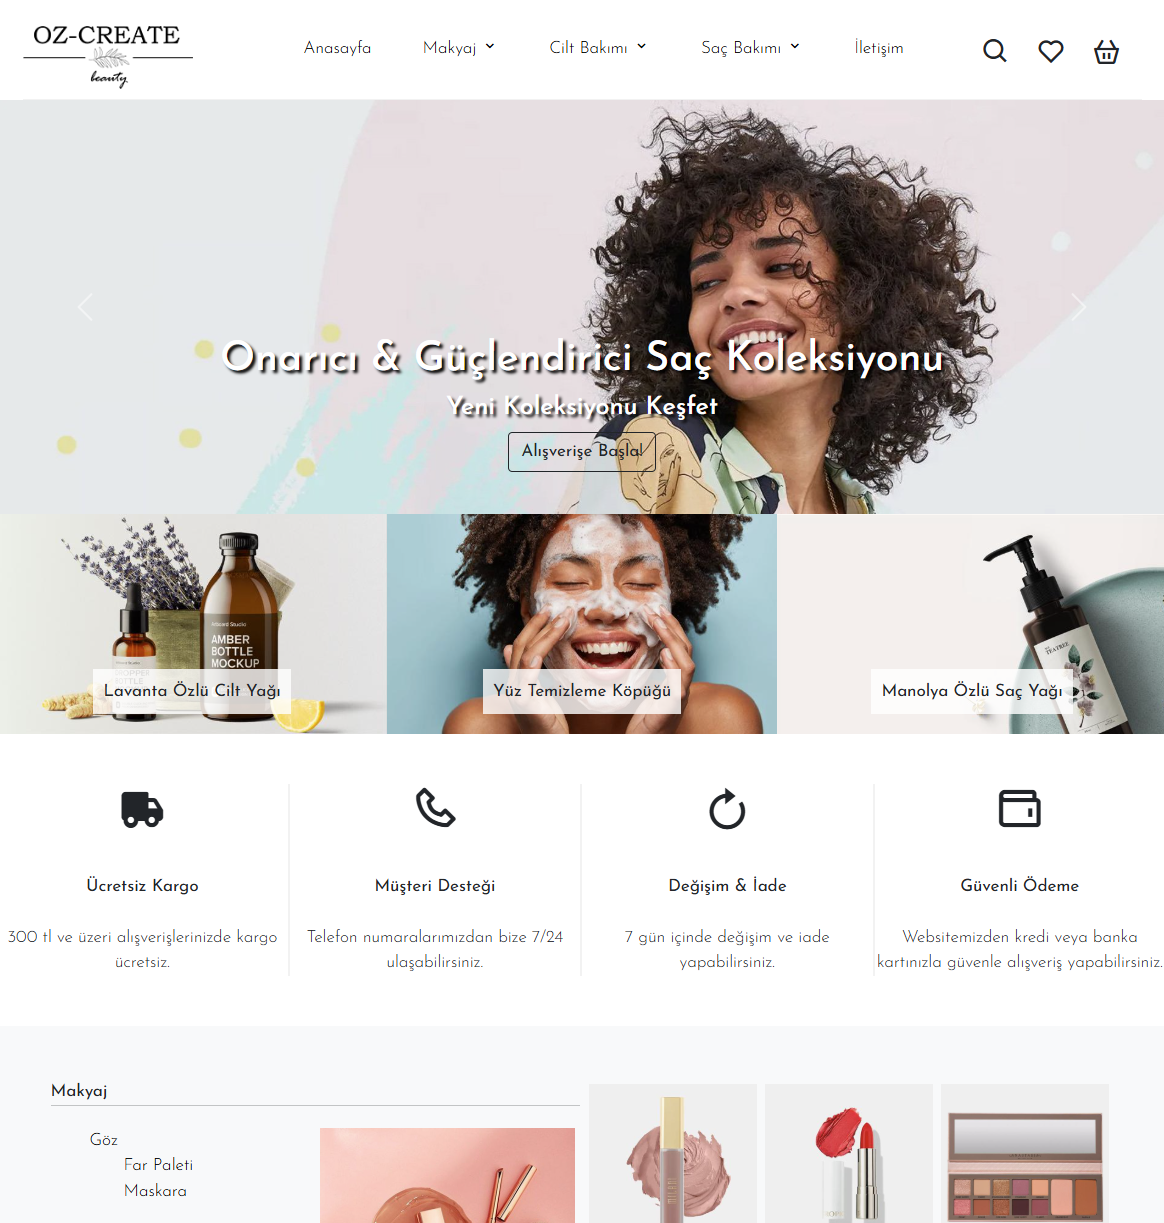 OZ-CREATE
beauty
Anasayfa
Makyaj
Cilt Bakımı
Saç Bakımı
İletişim
Onarıcı & Güçlendirici Saç Koleksiyonu
Yeni Koleksiyonu Keşfet
Alışverişe Başla!
Artboard Studio
AMBER
BOTTLE
MOCKUP
Lavanta Özlü Cilt Yağı
Yüz Temizleme Köpüğü
TEATREE
Manolya Özlü Saç Yağı
Ücretsiz Kargo
300 tl ve üzeri alışverişlerinizde kargo
ücretsiz.
Müşteri Desteği
Telefon numaralarımızdan bize 7/24
ulaşabilirsiniz.
Değişim & İade
7 gün içinde değişim ve iade
yapabilirsiniz.
Güvenli Ödeme
Websitemizden kredi veya banka
kartınızla güvenle alışveriş yapabilirsiniz.
Makyaj
Göz
Far Paleti
Maskara